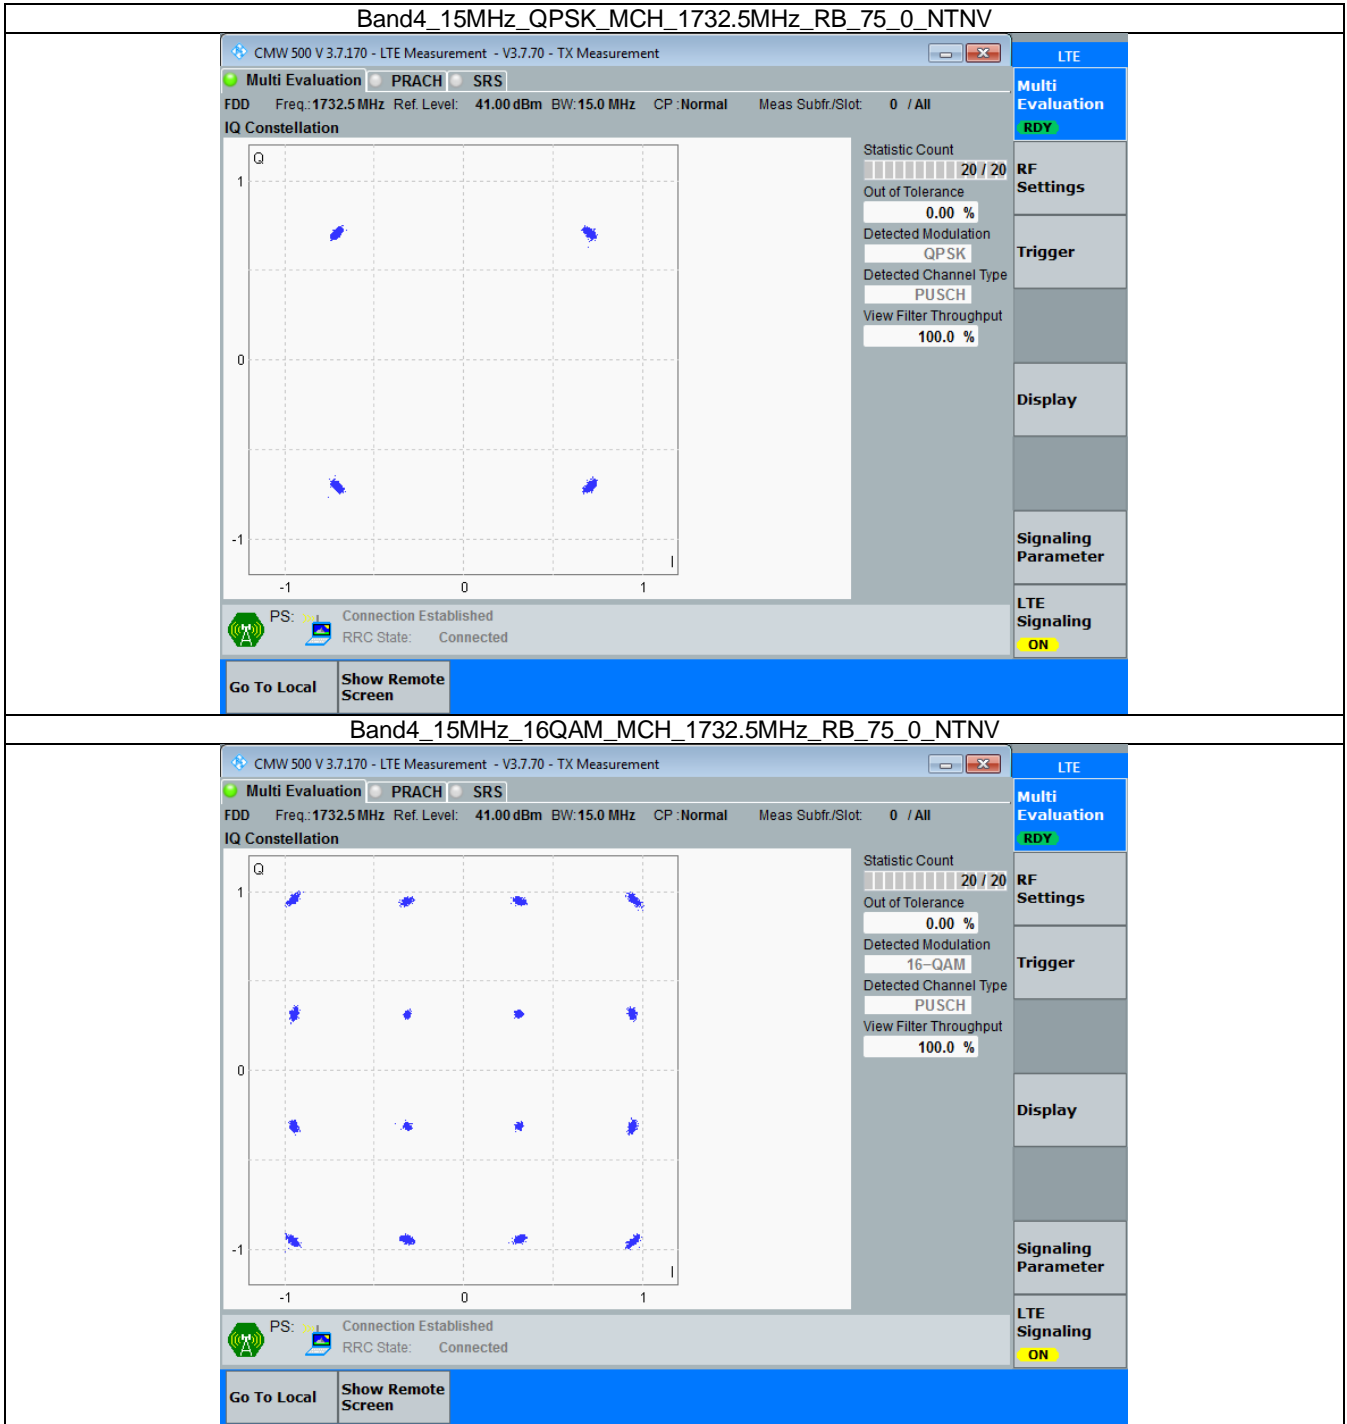 Band4_15MHz_QPSK_MCH_1732.5MHz_RB_75_0_NTNV
CMW 500 V 3.7.170 - LTE Measurement - V3.7.70 - TX Measurement
LTE
Multi Evaluation PRACH SRS
FDD Freq.: 1732.5 MHz Ref. Level: 41.00 dBm BW: 15.0 MHz CP : Normal Meas Subfr./Slot: 0 / All
IQ Constellation
Q
1
0
-1
-1 0 1
I
Statistic Count
20 / 20
Out of Tolerance
0.00 %
Detected Modulation
QPSK
Detected Channel Type
PUSCH
View Filter Throughput
100.0 %
Multi
Evaluation
RDY
RF
Settings
Trigger
Display
Signaling
Parameter
LTE
Signaling
ON
PS: Connection Established
RRC State: Connected
Go To Local
Show Remote
Screen
Band4_15MHz_16QAM_MCH_1732.5MHz_RB_75_0_NTNV
CMW 500 V 3.7.170 - LTE Measurement - V3.7.70 - TX Measurement
LTE
Multi Evaluation PRACH SRS
FDD Freq.: 1732.5 MHz Ref. Level: 41.00 dBm BW: 15.0 MHz CP : Normal Meas Subfr./Slot: 0 / All
IQ Constellation
Q
1
0
-1
-1 0 1
I
Statistic Count
20 / 20
Out of Tolerance
0.00 %
Detected Modulation
16-QAM
Detected Channel Type
PUSCH
View Filter Throughput
100.0 %
Multi
Evaluation
RDY
RF
Settings
Trigger
Display
Signaling
Parameter
LTE
Signaling
ON
PS: Connection Established
RRC State: Connected
Go To Local
Show Remote
Screen